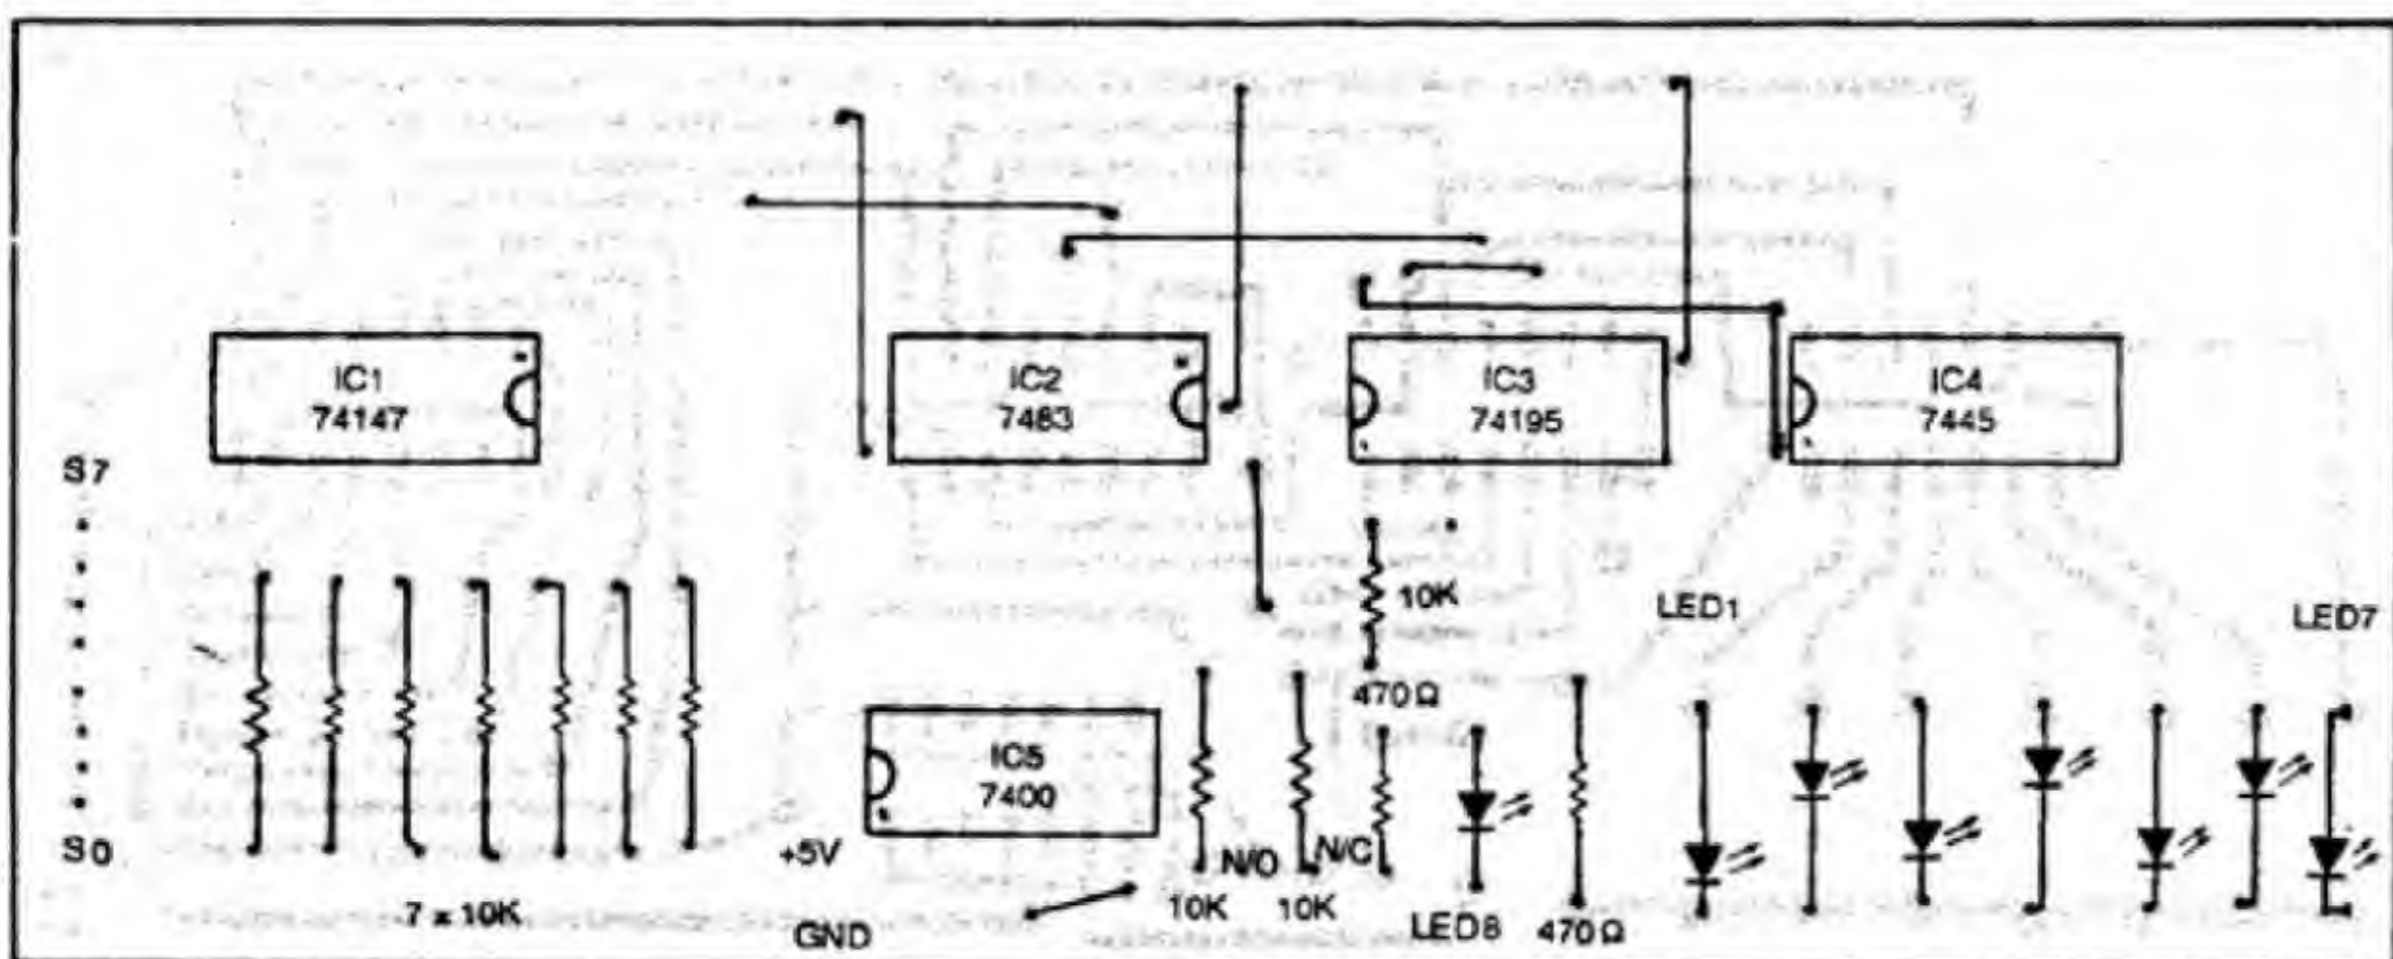 IC1
74147
IC2
7483
IC3
74195
IC4
7445
S7
10K
LED1
LED7
470Ω
IC5
7400
S0
+5V
N/O
N/C
7 x 10K
GND
10K
10K
LED8
470Ω